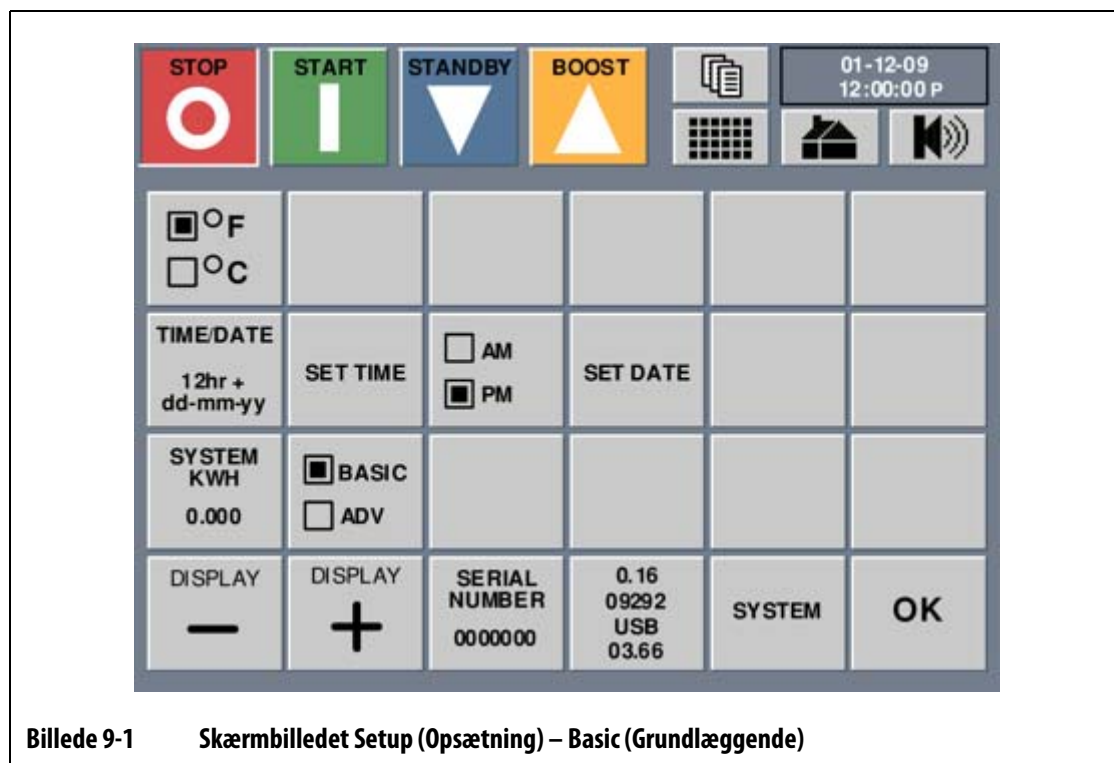 STOP
START
STANDBY
BOOST
01-12-09
12:00:00 P
°F
°C
TIME/DATE
12hr +
dd-mm-yy
SET TIME
AM
PM
SET DATE
SYSTEM
KWH
0.000
BASIC
ADV
DISPLAY
−
DISPLAY
+
SERIAL
NUMBER
0000000
0.16
09292
USB
03.66
SYSTEM
OK
Billede 9-1 Skærmbilledet Setup (Opsætning) – Basic (Grundlæggende)